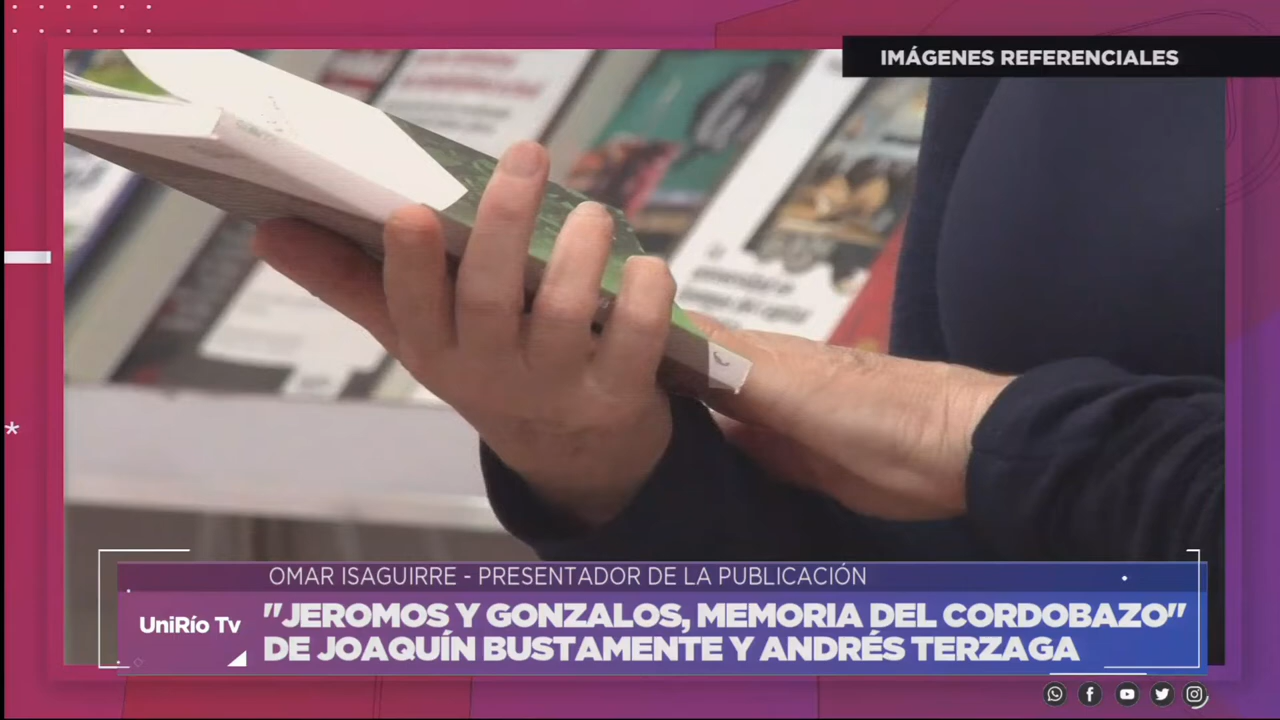 IMÁGENES REFERENCIALES
OMAR ISAGUIRRE - PRESENTADOR DE LA PUBLICACIÓN
UniRío Tv
"JEROMOS Y GONZALOS, MEMORIA DEL CORDOBAZO"
DE JOAQUÍN BUSTAMENTE Y ANDRÉS TERZAGA